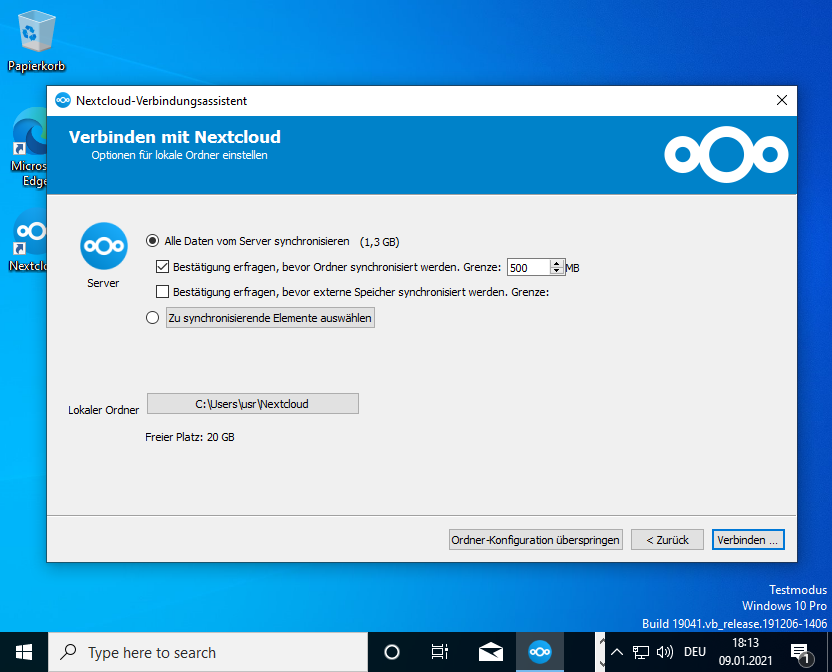 Papierkorb
Micros
Edge
Nextclo
Nextcloud-Verbindungsassistent
Verbinden mit Nextcloud
Optionen für lokale Ordner einstellen
Server
Alle Daten vom Server synchronisieren (1,3 GB)
Bestätigung erfragen, bevor Ordner synchronisiert werden. Grenze: 500 MB
Bestätigung erfragen, bevor externe Speicher synchronisiert werden. Grenze:
Zu synchronisierende Elemente auswählen
Lokaler Ordner C:\Users\usr\Nextcloud
Freier Platz: 20 GB
Ordner-Konfiguration überspringen < Zurück Verbinden ...
Testmodus
Windows 10 Pro
Build 19041.vb_release.191206-1406
Type here to search
DEU
18:13
09.01.2021
1